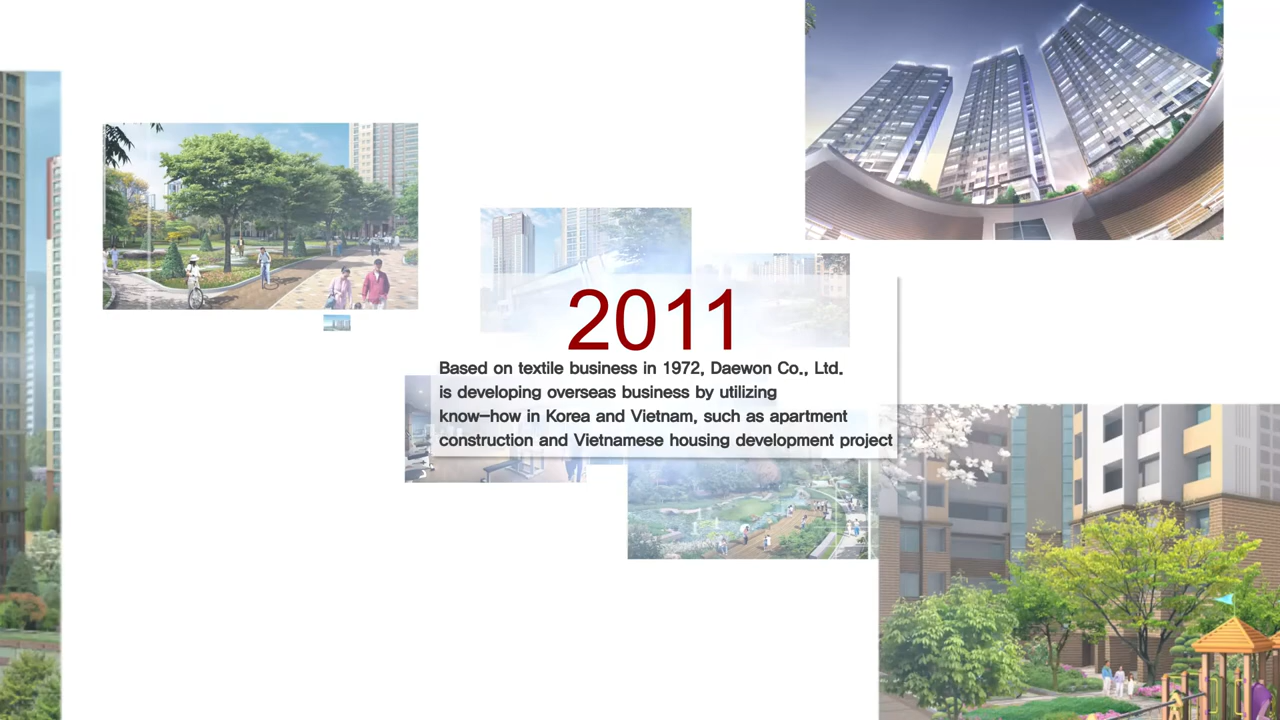 2011
Based on textile business in 1972, Daewon Co., Ltd.
is developing overseas business by utilizing
know-how in Korea and Vietnam, such as apartment
construction and Vietnamese housing development project